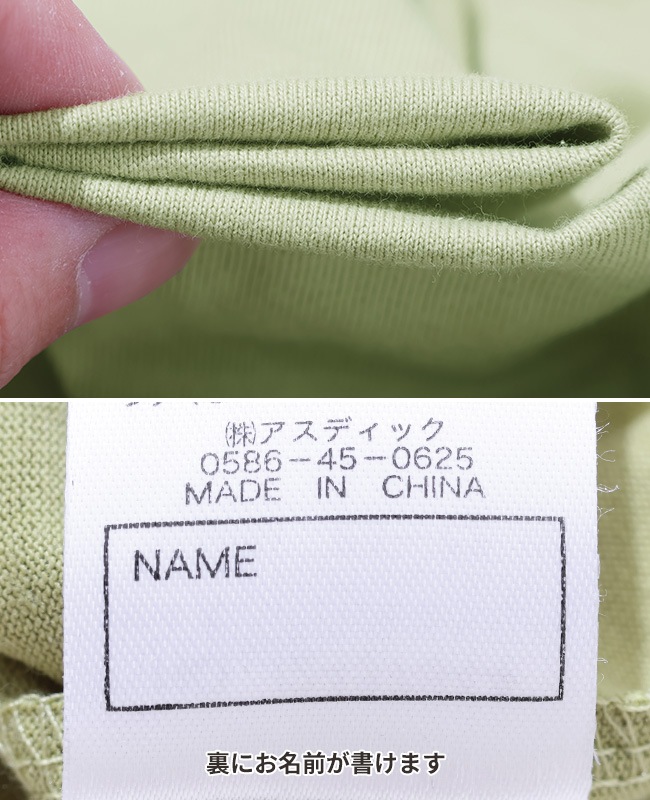 ㈱アスディック
0586-45-0625
MADE IN CHINA
NAME
裏にお名前が書けます